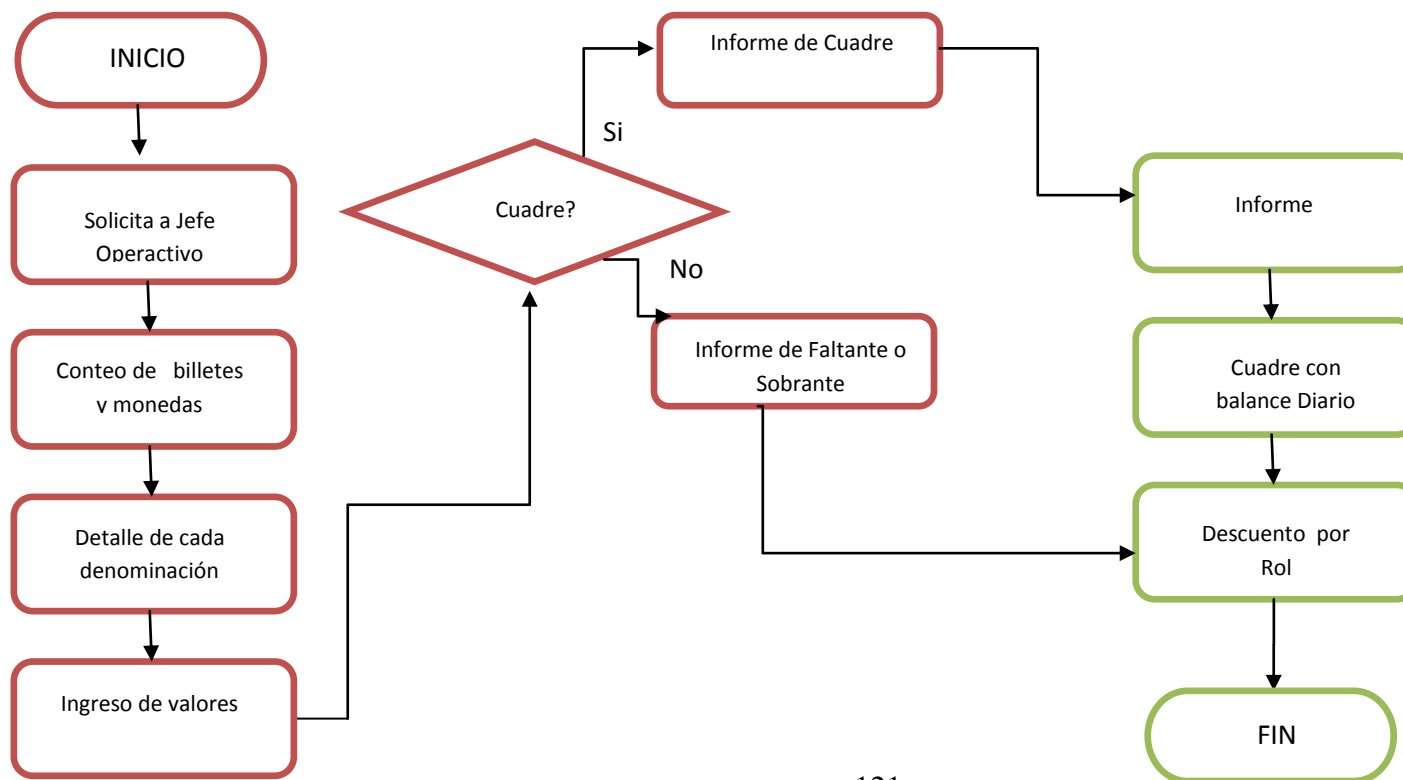 INICIO
Solicita a Jefe
Operactivo
Conteo de billetes
y monedas
Detalle de cada
denominación
Ingreso de valores
Cuadre?
Si
No
Informe de Cuadre
Informe de Faltante o
Sobrante
Informe
Cuadre con
balance Diario
Descuento por
Rol
FIN